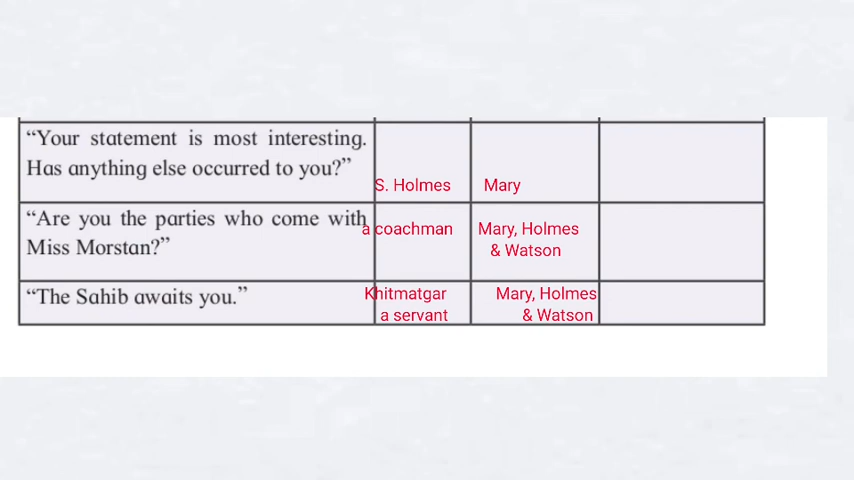 “Your statement is most interesting.
Has anything else occurred to you?”
S. Holmes
Mary
“Are you the parties who come with
Miss Morstan?”
a coachman
Mary, Holmes
& Watson
“The Sahib awaits you.”
Khitmatgar
a servant
Mary, Holmes
& Watson